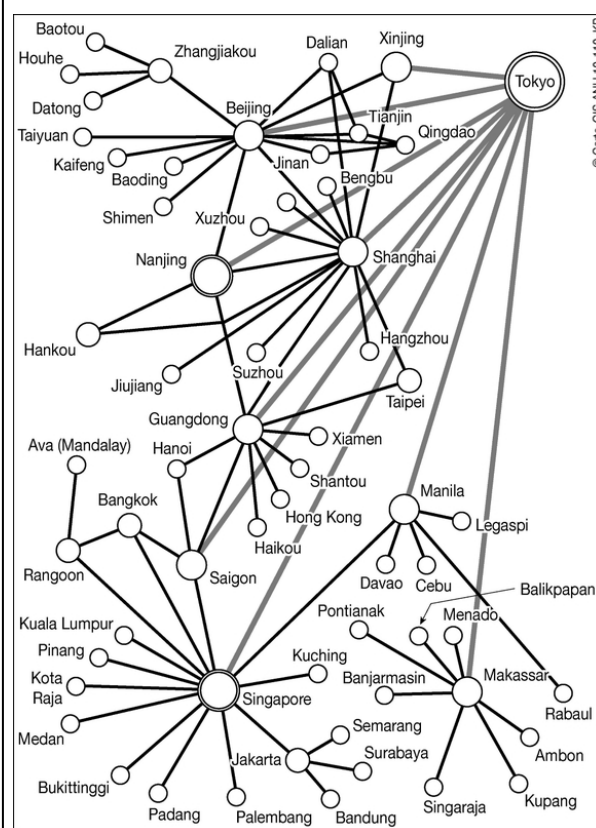 Baotou
Dalian
Xinjing
Houhe
Zhangjiakou
Tokyo
Datong
Beijing
Tianjin
Taiyuan
Qingdao
Kaifeng
Jinan
Baoding
Bengbu
Shimen
Xuzhou
Nanjing
Shanghai
Hankou
Hangzhou
Jiujiang
Suzhou
Taipei
Guangdong
Xiamen
Ava (Mandalay)
Hanoi
Shantou
Bangkok
Hong Kong
Manila
Legaspi
Haikou
Rangoon
Saigon
Davao
Cebu
Balikpapan
Pontianak
Menado
Kuala Lumpur
Pinang
Kuching
Banjarmasin
Makassar
Kota
Raja
Singapore
Rabaul
Medan
Semarang
Jakarta
Surabaya
Ambon
Bukittinggi
Padang
Palembang
Bandung
Singaraja
Kupang